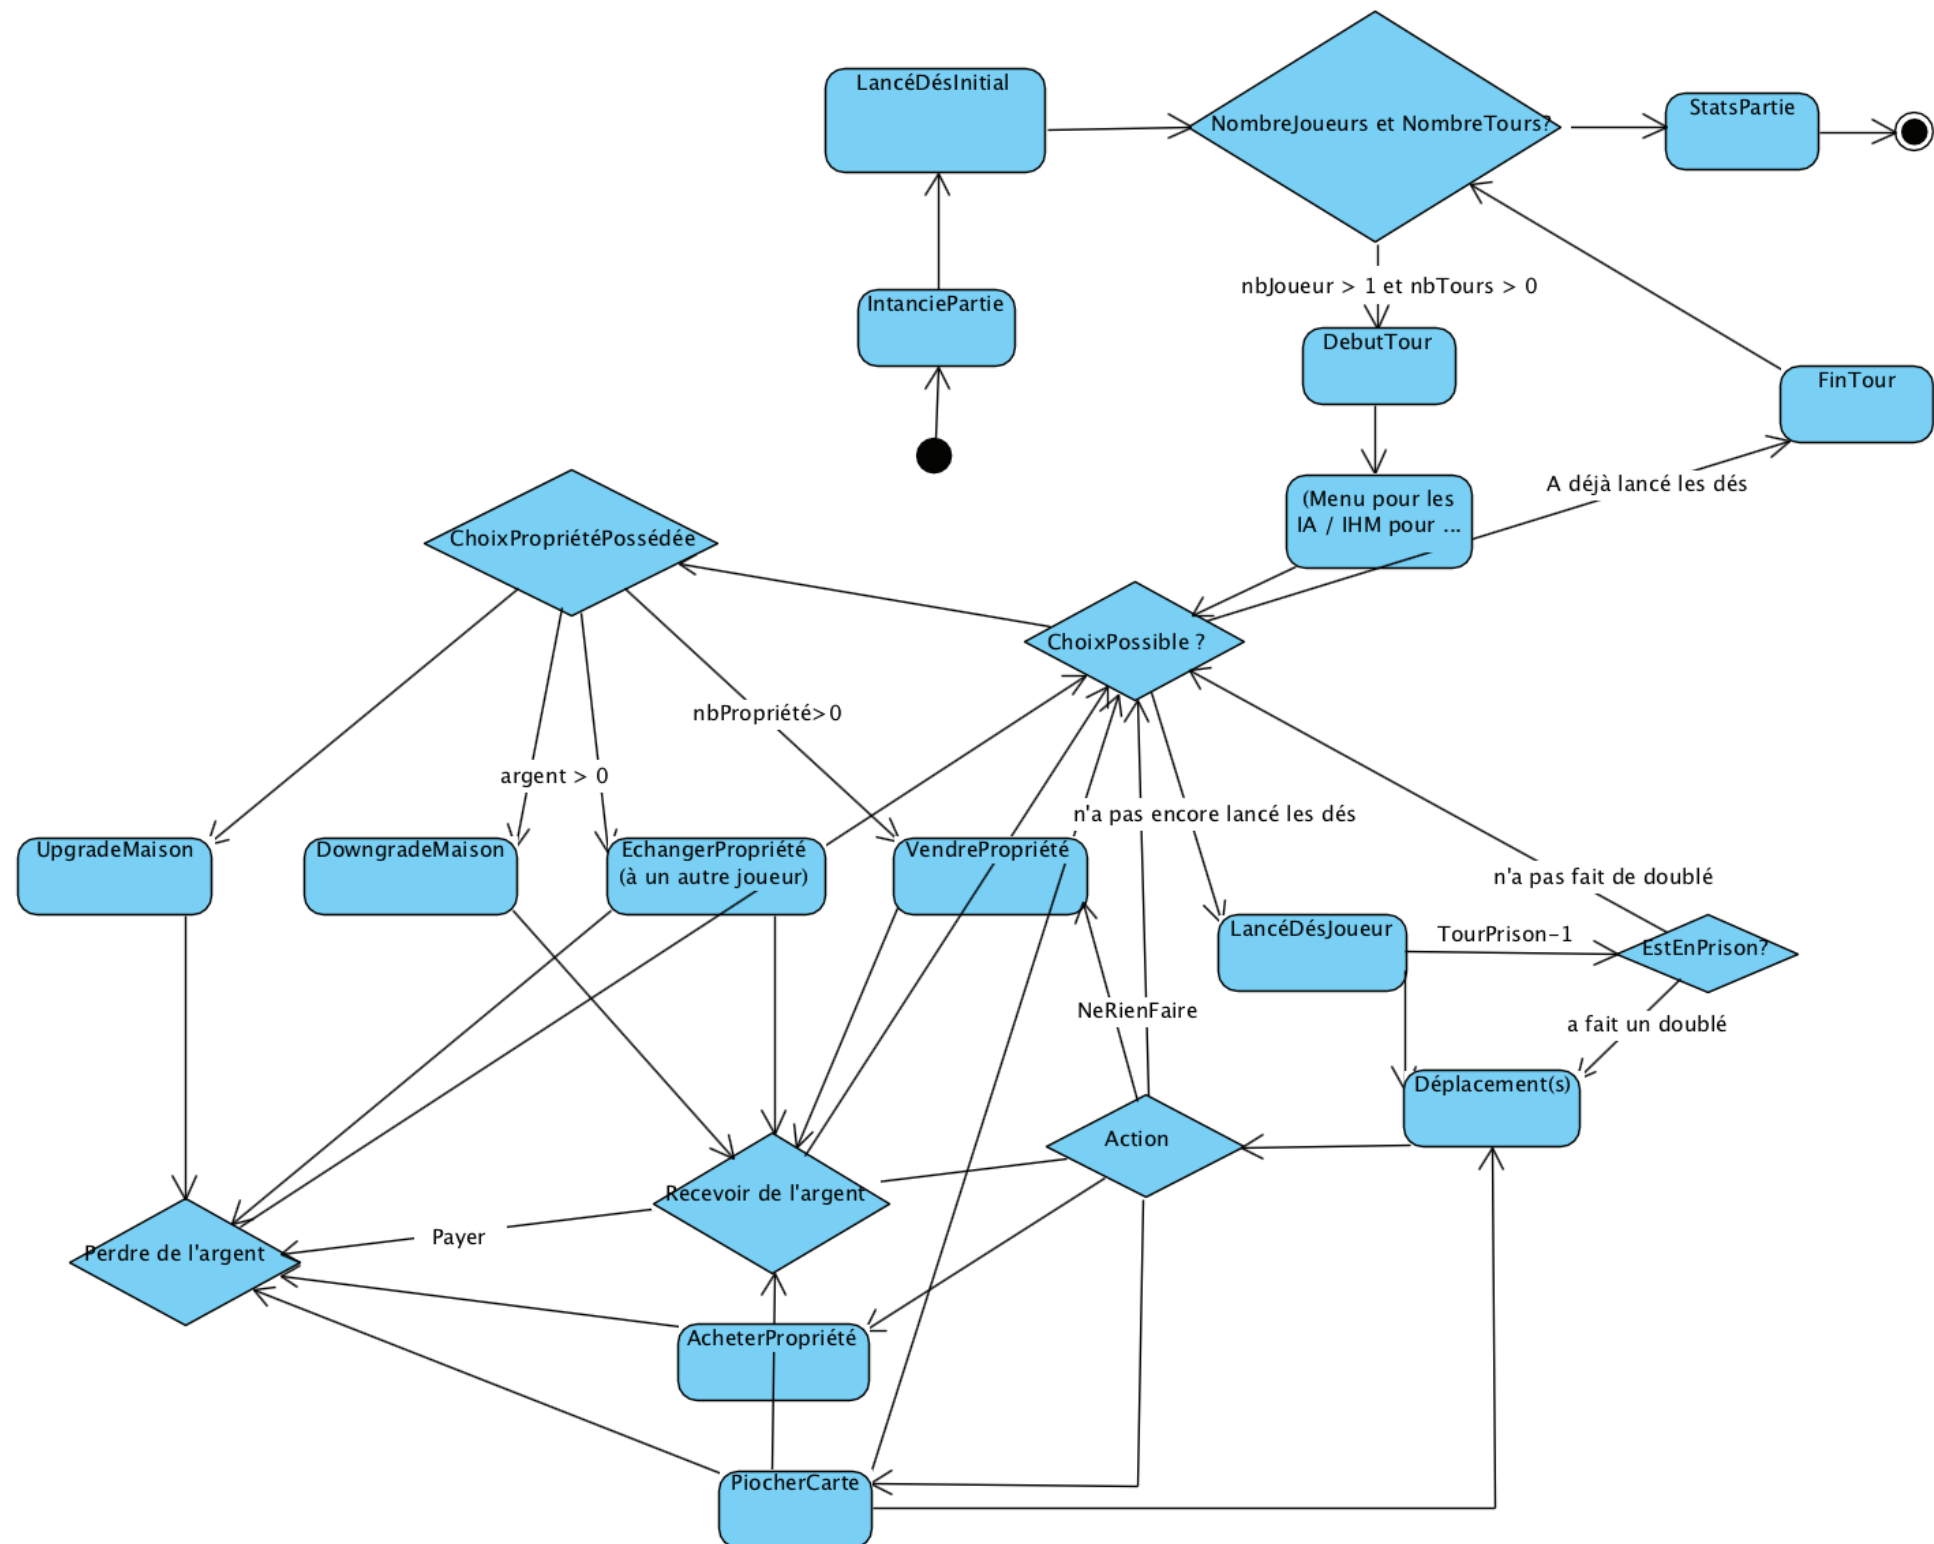 LancéDésInitial
NombreJoueurs et NombreTours?
StatsPartie
IntanciePartie
nbJoueur > 1 et nbTours > 0
DebutTour
FinTour
A déjà lancé les dés
(Menu pour les
IA / IHM pour ...
ChoixPropriétéPossédée
ChoixPossible ?
nbPropriété>0
argent > 0
n'a pas encore lancé les dés
UpgradeMaison
DowngradeMaison
EchangerPropriété
(à un autre joueur)
VendrePropriété
n'a pas fait de doublé
LancéDésJoueur
TourPrison-1
EstEnPrison?
NeRienFaire
a fait un doublé
Déplacement(s)
Action
Recevoir de l'argent
Payer
Perdre de l'argent
AcheterPropriété
PiocherCarte